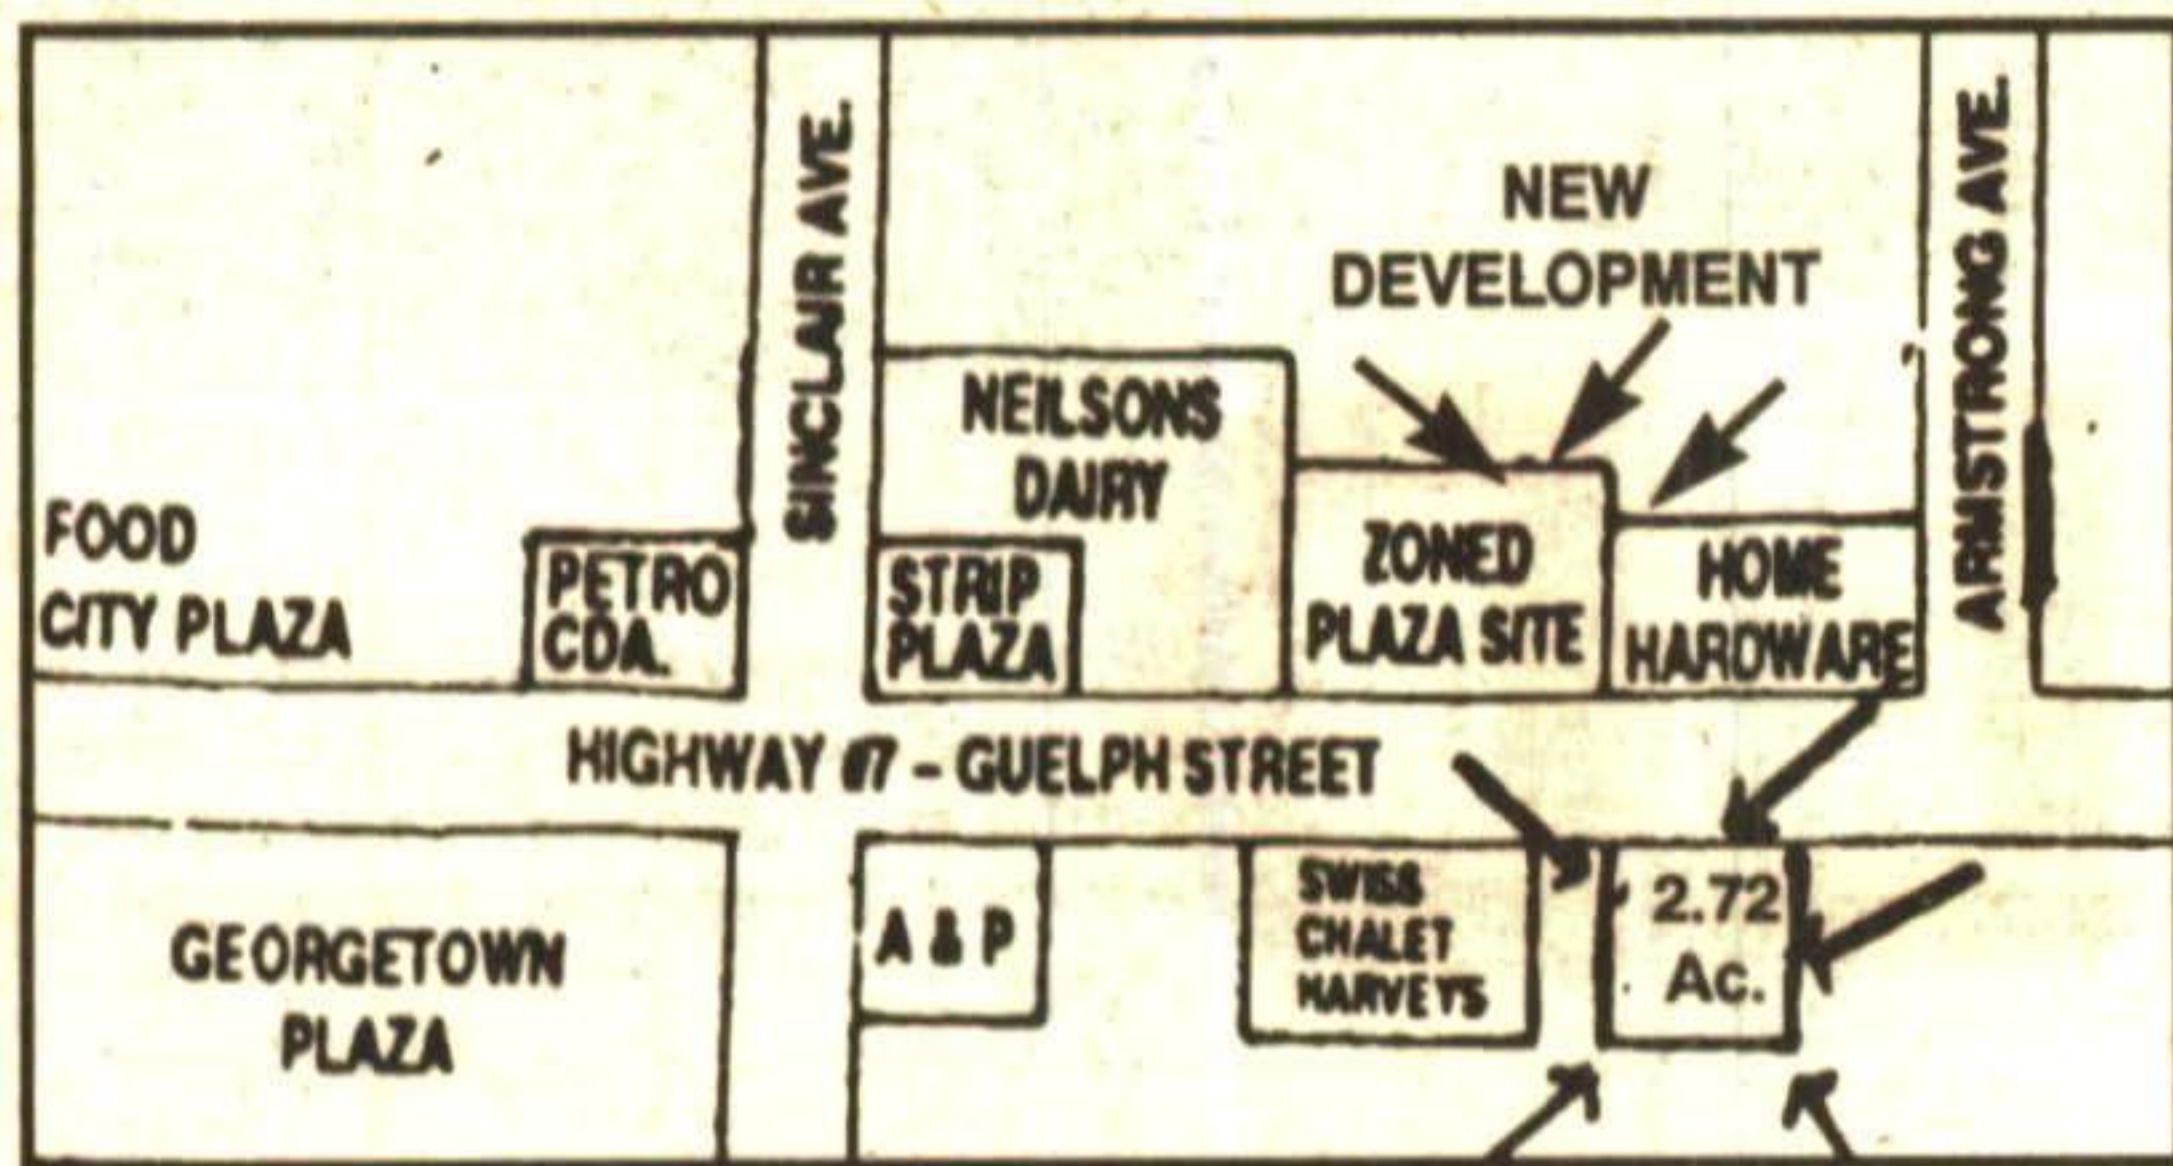 SINCLAIR AVE.
ARMSTRONG AVE.
NEW
DEVELOPMENT
NEILSONS
DAIRY
FOOD
CITY PLAZA
PETRO
CDA.
STRIP
PLAZA
ZONED
PLAZA SITE
HOME
HARDWARE
HIGHWAY #7 - GUELPH STREET
GEORGETOWN
PLAZA
A & P
SWISS
CHALET
HARVEYS
2.72
Ac.